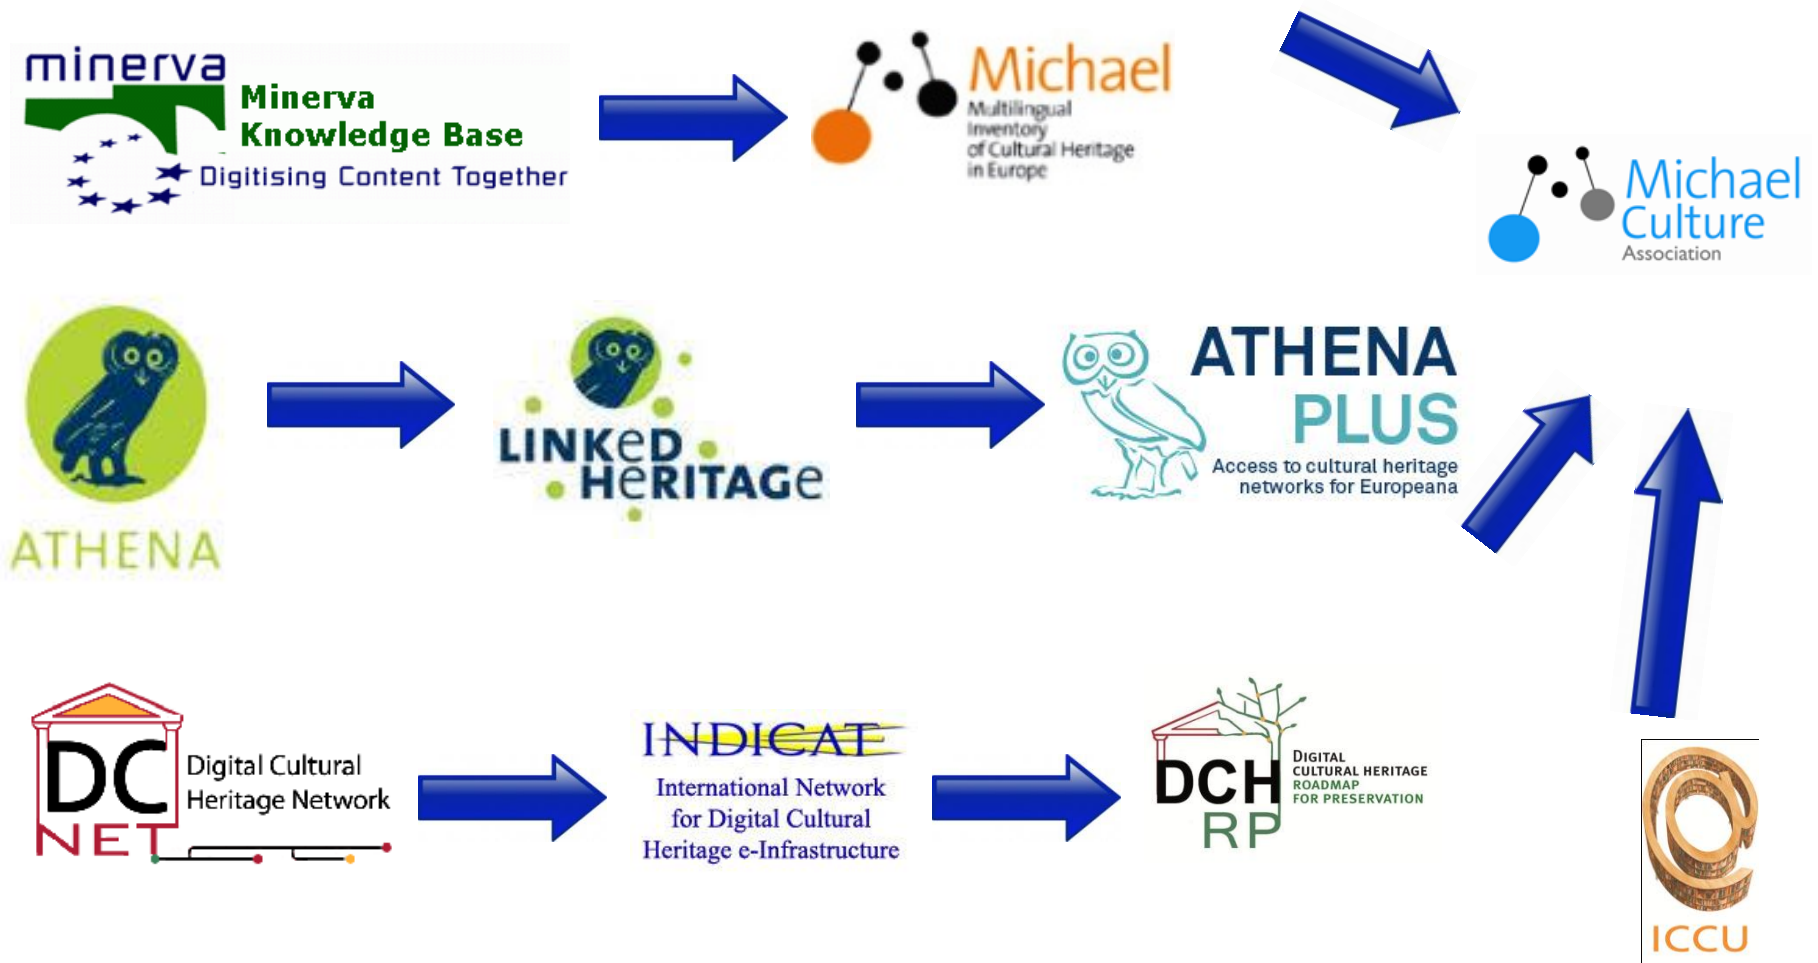 minerva
Minerva
Knowledge Base
Digitising Content Together
Michael
Multilingual
Inventory
of Cultural Heritage
in Europe
Michael
Culture
Association
ATHENA
LINKeD
HeRITAGe
ATHENA
PLUS
Access to cultural heritage
networks for Europeana
DC
NET
Digital Cultural
Heritage Network
INDICATE
International Network
for Digital Cultural
Heritage e-Infrastructure
DCH
RP
DIGITAL
CULTURAL HERITAGE
ROADMAP
FOR PRESERVATION
ICCU